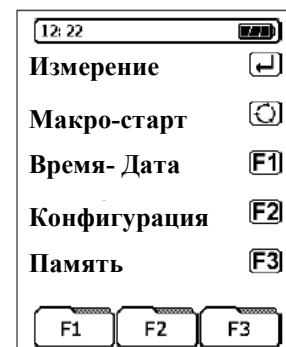 12: 22
Измерение
Макро-старт
Время- Дата F1
Конфигурация F2
Память F3
F1 F2 F3